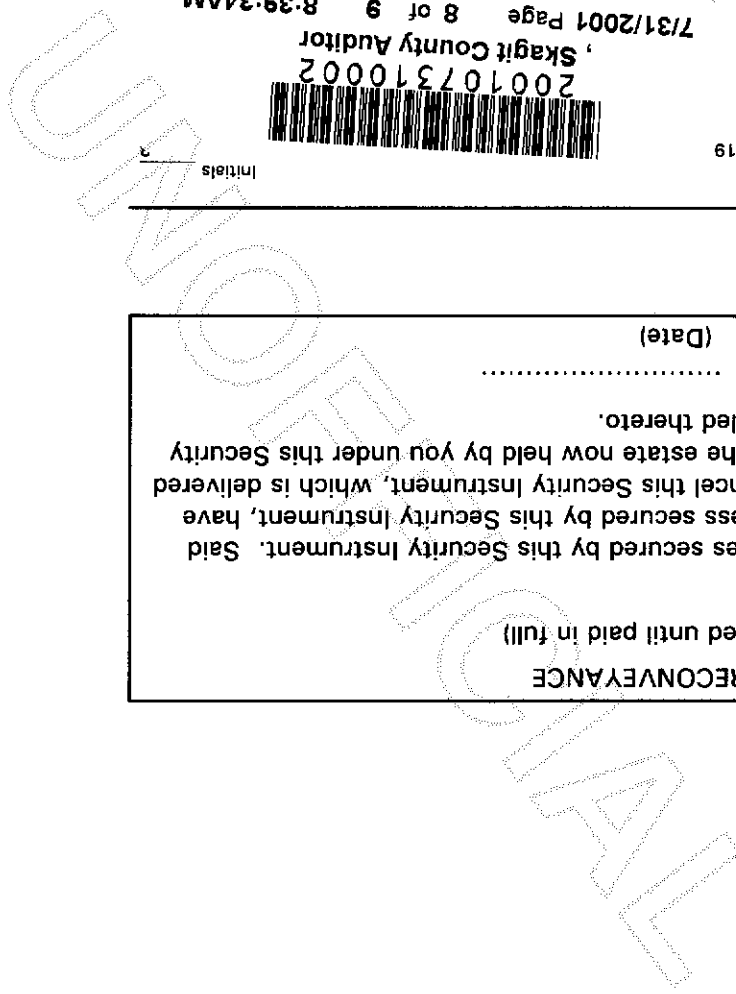 RECONVEYANCE
ed until paid in full)
es secured by this Security Instrument. Said
ess secured by this Security Instrument, have
ncel this Security Instrument, which is delivered
he estate now held by you under this Security
led thereto.
..............................
(Date)
Initials
19
200107310002
, Skagit County Auditor
7/31/2001 Page 8 of 9 8:39:34AM
UNOFFICIAL